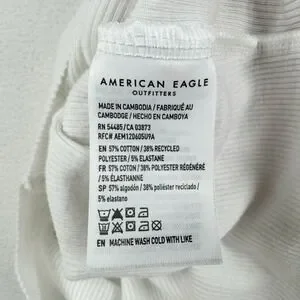 AMERICAN EAGLE
OUTFITTERS
MADE IN CAMBODIA / FABRIQUÉ AU
CAMBODGE / HECHO EN CAMBOYA
RN 54485/CA 03873
RFC# AEM120605U9A
EN 57% COTTON / 38% RECYCLED
POLYESTER / 5% ELASTANE
FR 57% COTON / 38% POLYESTER RÉGÉNÉRÉ
/ 5% ÉLASTHANNE
SP 57% algodón / 38% poliéster reciclado /
5% elastano
EN MACHINE WASH COLD WITH LIKE